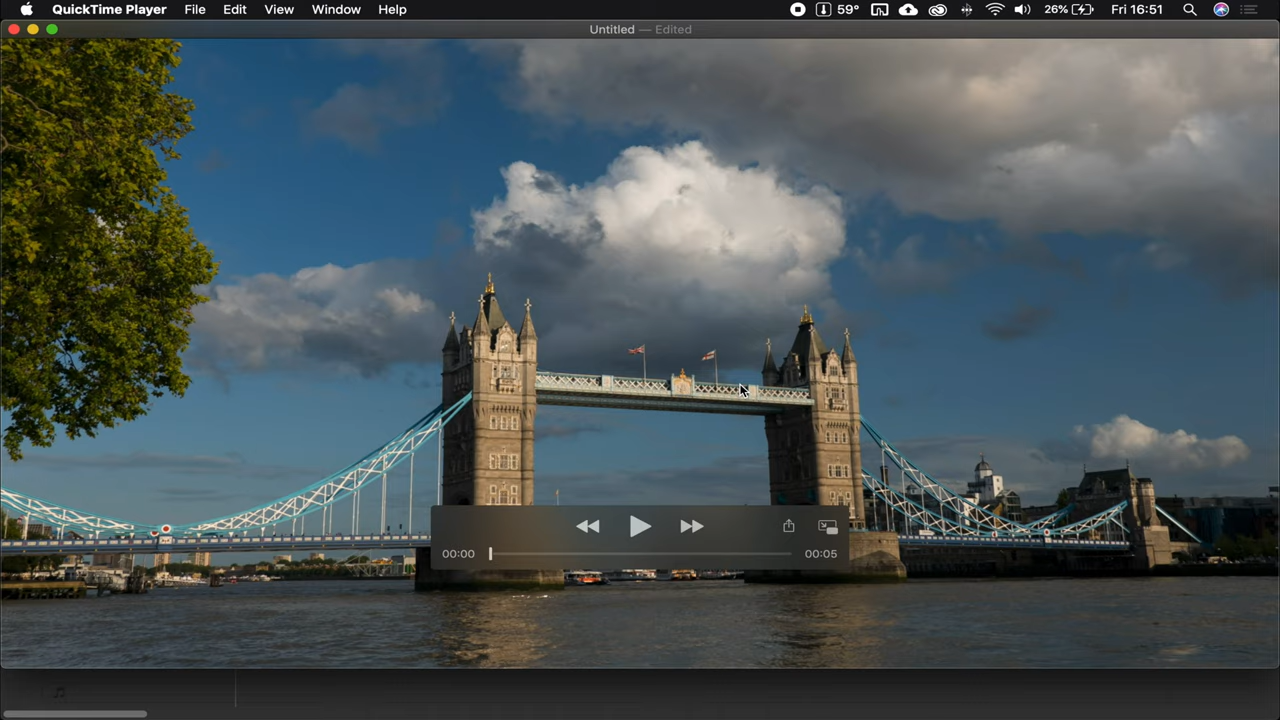 QuickTime Player File Edit View Window Help 59° 26% Fri 16:51
Untitled — Edited
00:00 00:05